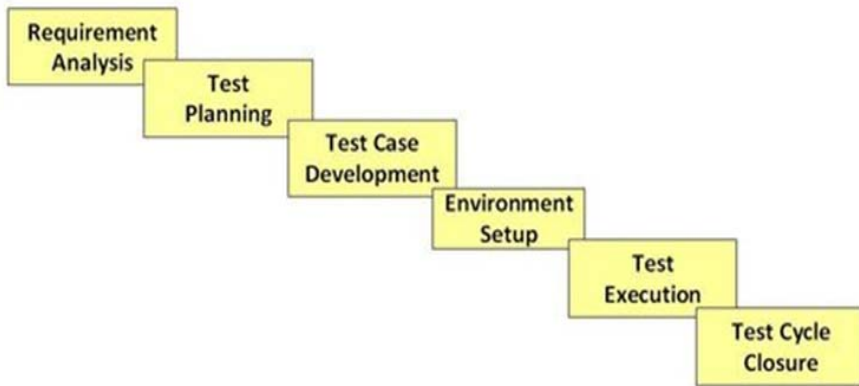 Requirement
Analysis
Test
Planning
Test Case
Development
Environment
Setup
Test
Execution
Test Cycle
Closure